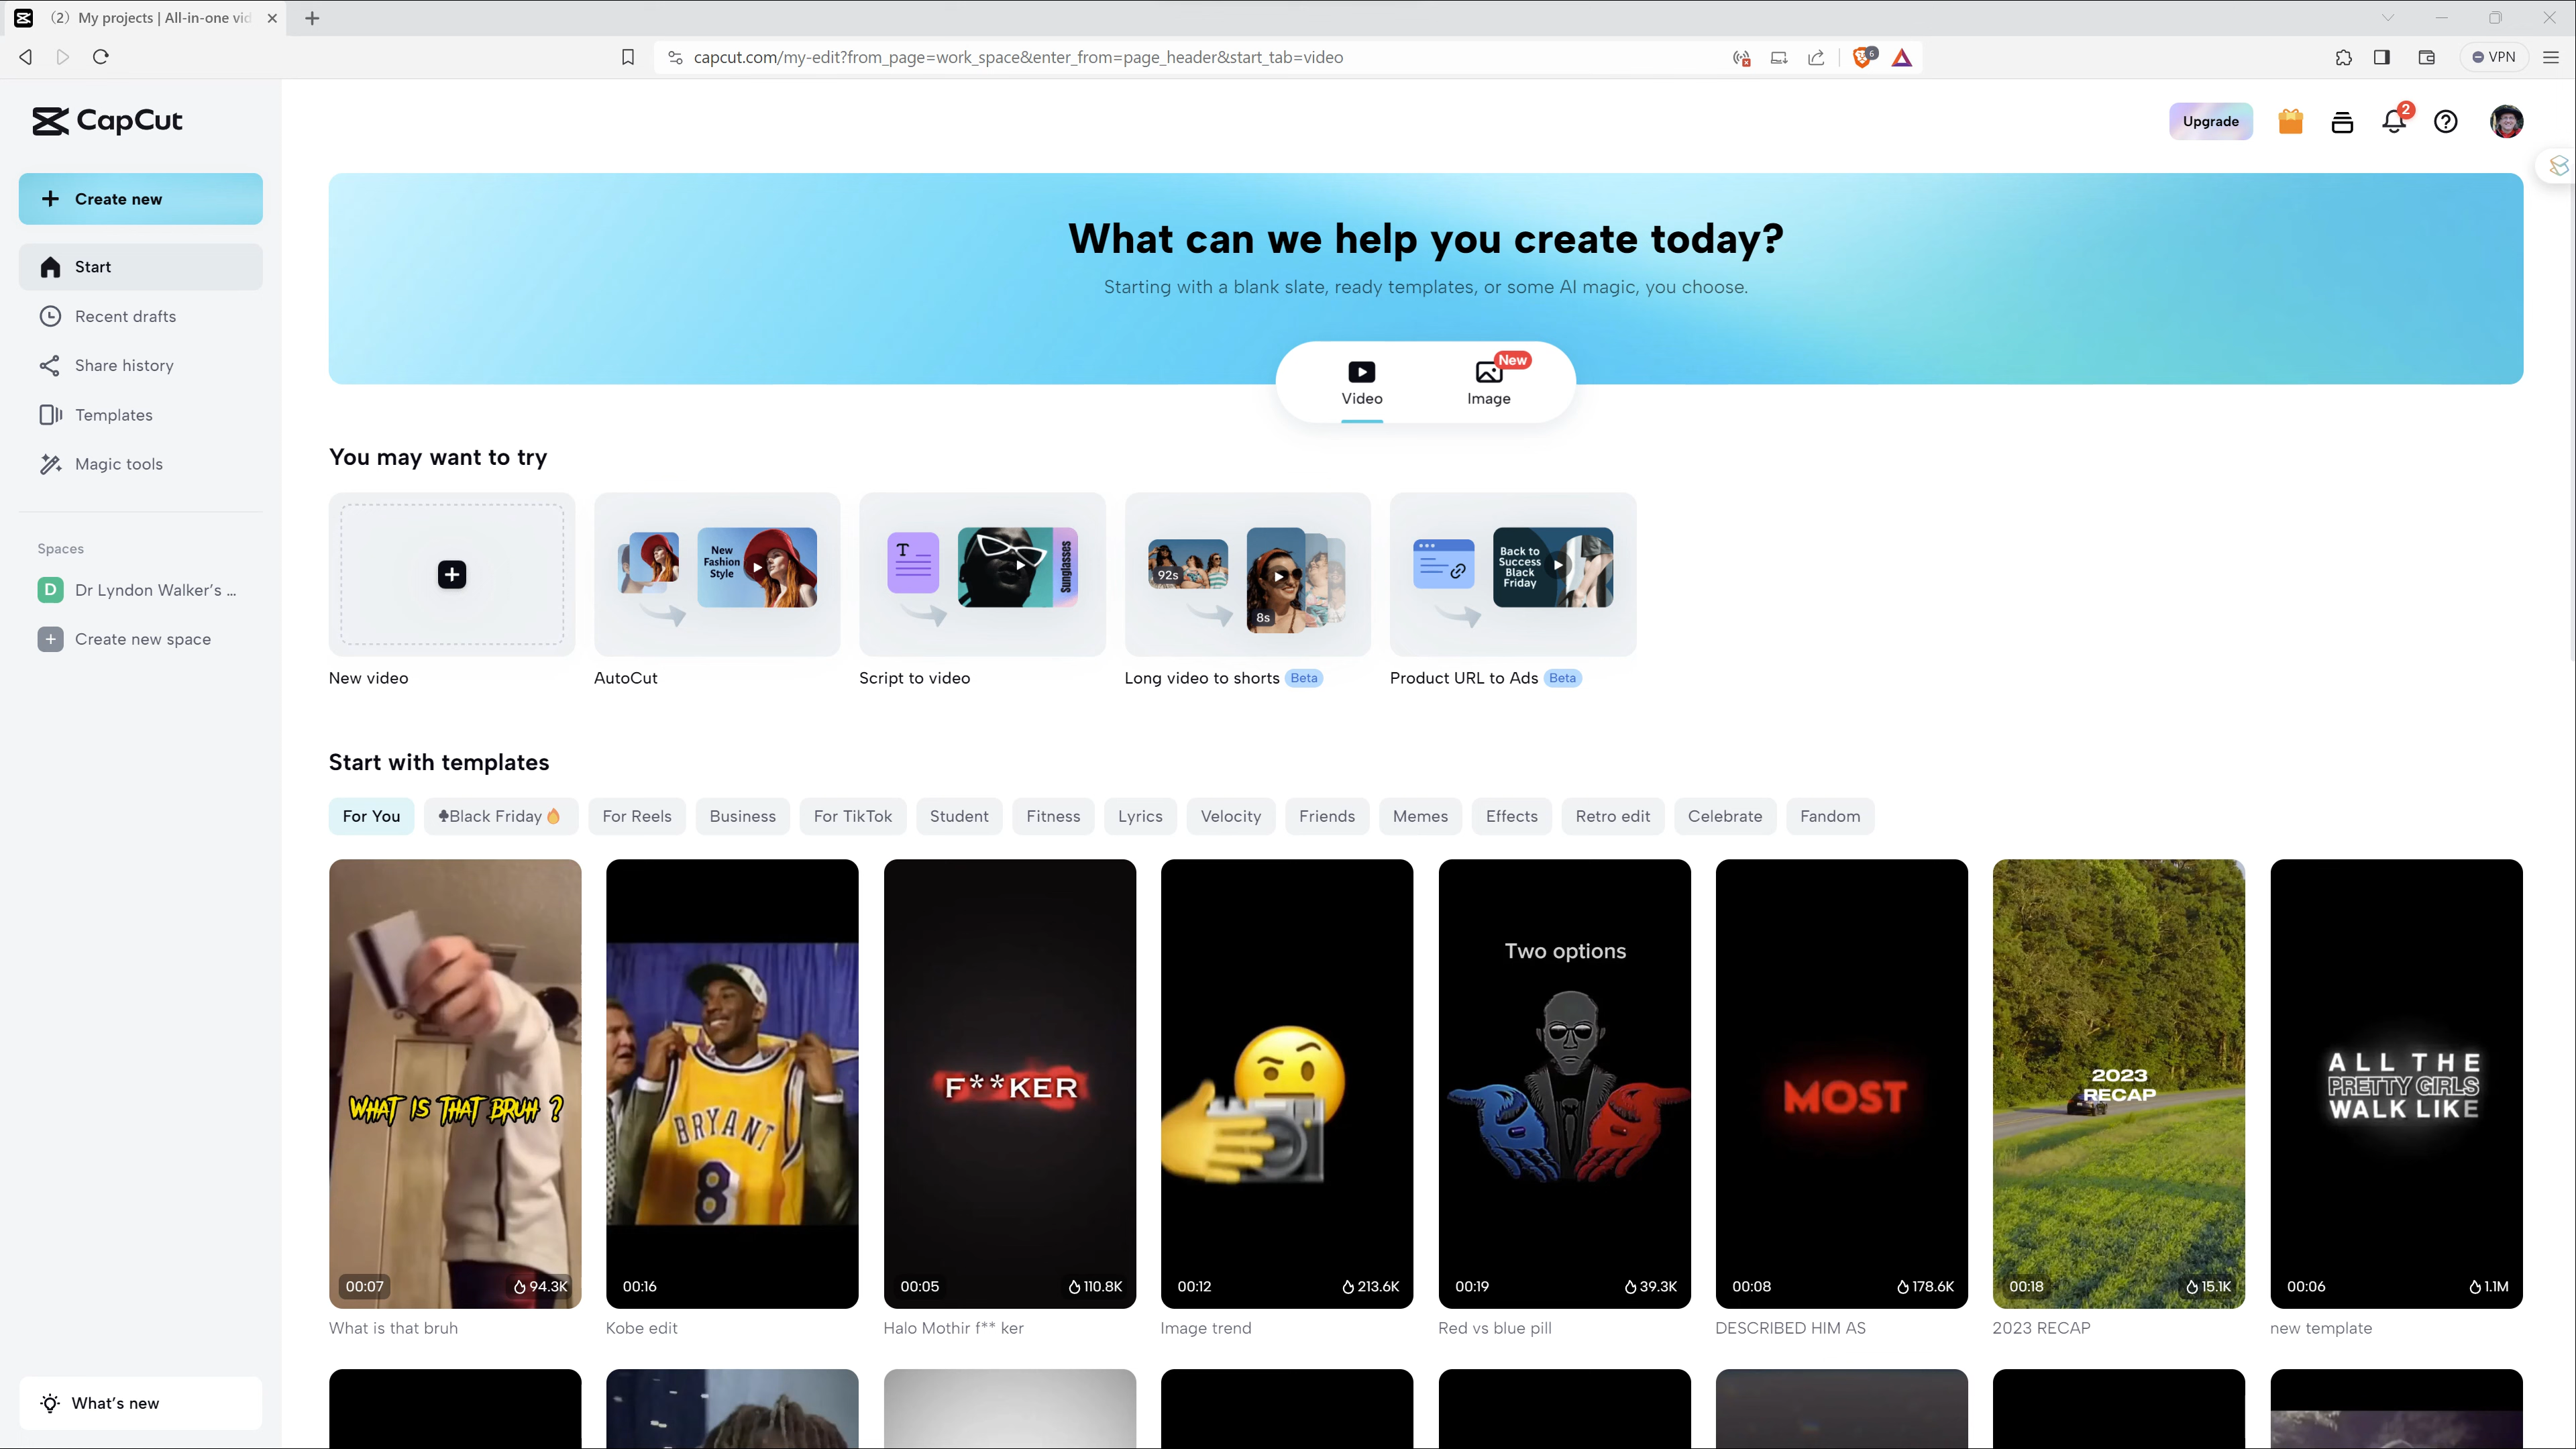 (2) My projects | All-in-one vid
capcut.com/my-edit?from_page=work_space&enter_from=page_header&start_tab=video
6
VPN
CapCut
Upgrade
2
Create new
Start
Recent drafts
Share history
Templates
Magic tools
Spaces
D
Dr Lyndon Walker's ...
Create new space
What's new
What can we help you create today?
Starting with a blank slate, ready templates, or some AI magic, you choose.
Video
New
Image
You may want to try
New
Fashion
Style
T
Sunglasses
92s
8s
Back to
Success
Black
Friday
New video
AutoCut
Script to video
Long video to shorts Beta
Product URL to Ads Beta
Start with templates
For You
♣Black Friday🔥
For Reels
Business
For TikTok
Student
Fitness
Lyrics
Velocity
Friends
Memes
Effects
Retro edit
Celebrate
Fandom
WHAT IS THAT BRUH ?
00:07
94.3K
What is that bruh
BRYANT
8
00:16
Kobe edit
F**KER
00:05
110.8K
Halo Mothir f** ker
00:12
213.6K
Image trend
Two options
00:19
39.3K
Red vs blue pill
MOST
00:08
178.6K
DESCRIBED HIM AS
2023
RECAP
00:18
15.1K
2023 RECAP
ALL THE
PRETTY GIRLS
WALK LIKE
00:06
1.1M
new template